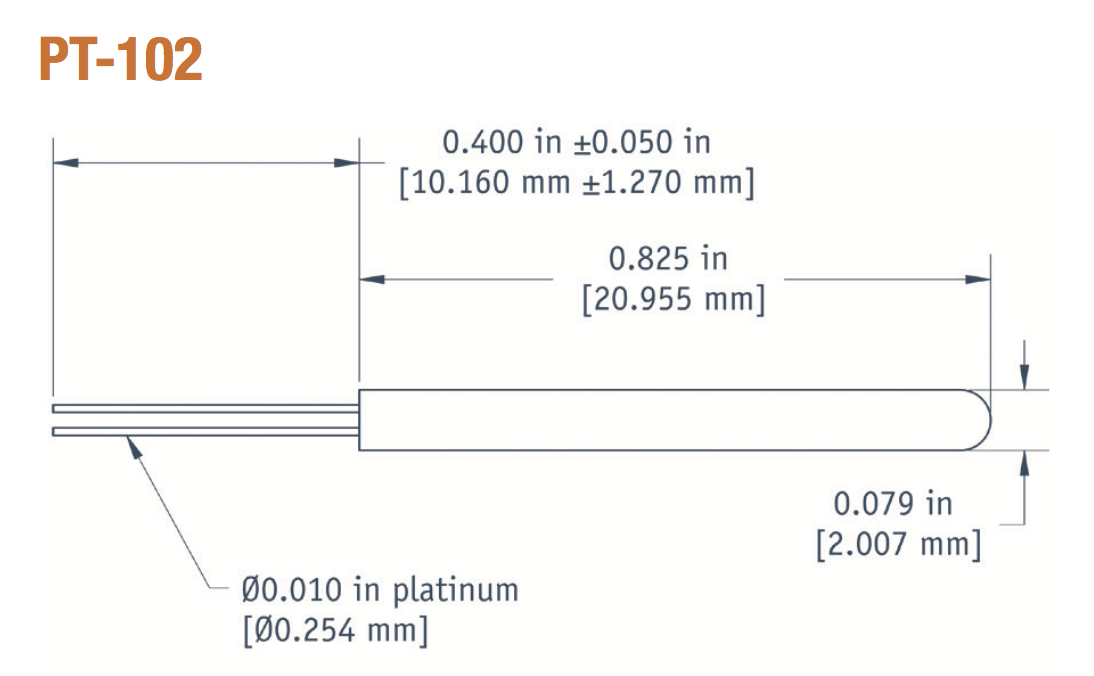 PT-102
0.400 in ±0.050 in
[10.160 mm ±1.270 mm]
0.825 in
[20.955 mm]
0.079 in
[2.007 mm]
Ø0.010 in platinum
[Ø0.254 mm]